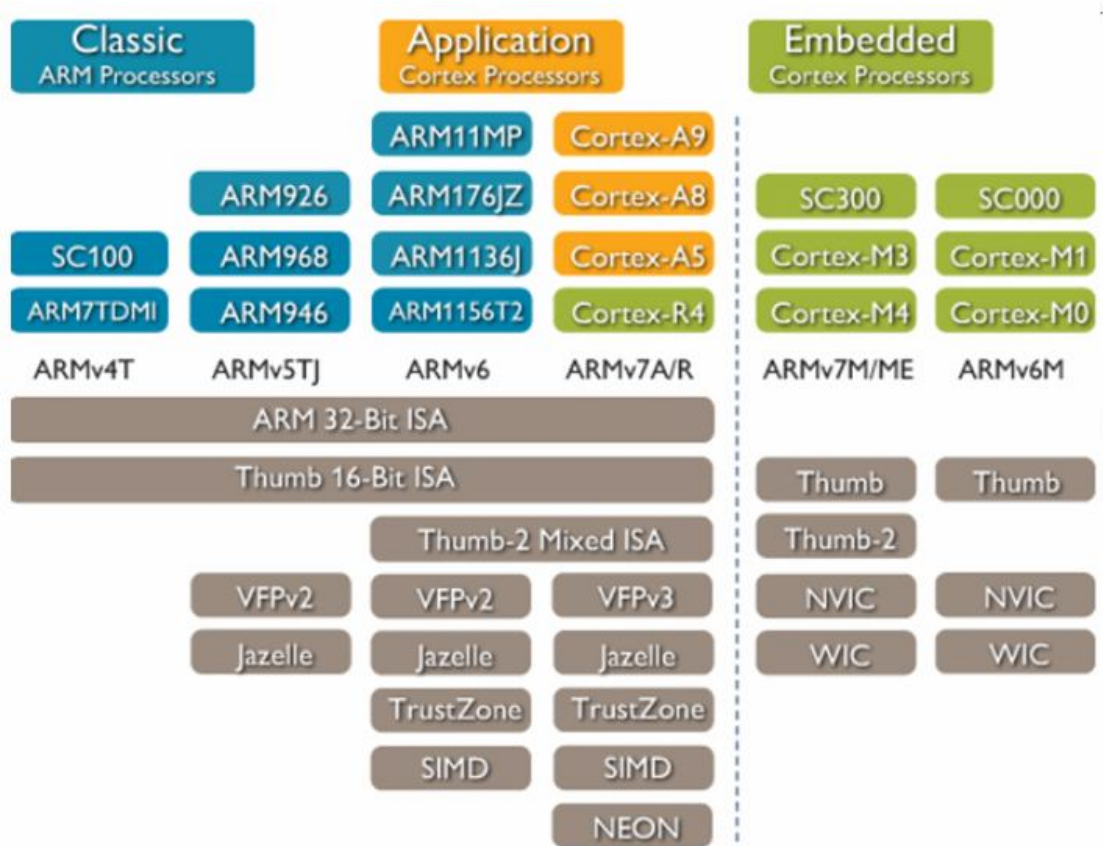 Classic
ARM Processors
Application
Cortex Processors
Embedded
Cortex Processors
ARM11MP
Cortex-A9
ARM926
ARM176JZ
Cortex-A8
SC300
SC000
SC100
ARM968
ARM1136J
Cortex-A5
Cortex-M3
Cortex-M1
ARM7TDMI
ARM946
ARM1156T2
Cortex-R4
Cortex-M4
Cortex-M0
ARMv4T
ARMv5TJ
ARMv6
ARMv7A/R
ARMv7M/ME
ARMv6M
ARM 32-Bit ISA
Thumb 16-Bit ISA
Thumb
Thumb
Thumb-2 Mixed ISA
Thumb-2
VFPv2
VFPv2
VFPv3
NVIC
NVIC
Jazelle
Jazelle
Jazelle
WIC
WIC
TrustZone
TrustZone
SIMD
SIMD
NEON